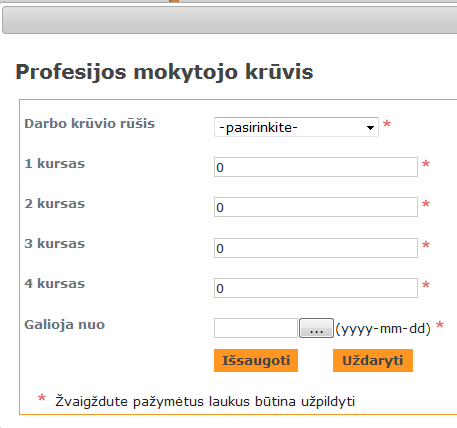 Profesijos mokytojo krūvis
Darbo krūvio rūšis -pasirinkite- *
1 kursas 0 *
2 kursas 0 *
3 kursas 0 *
4 kursas 0 *
Galioja nuo ... (yyyy-mm-dd) *
Išsaugoti Uždaryti
* Žvaigždute pažymėtus laukus būtina užpildyti